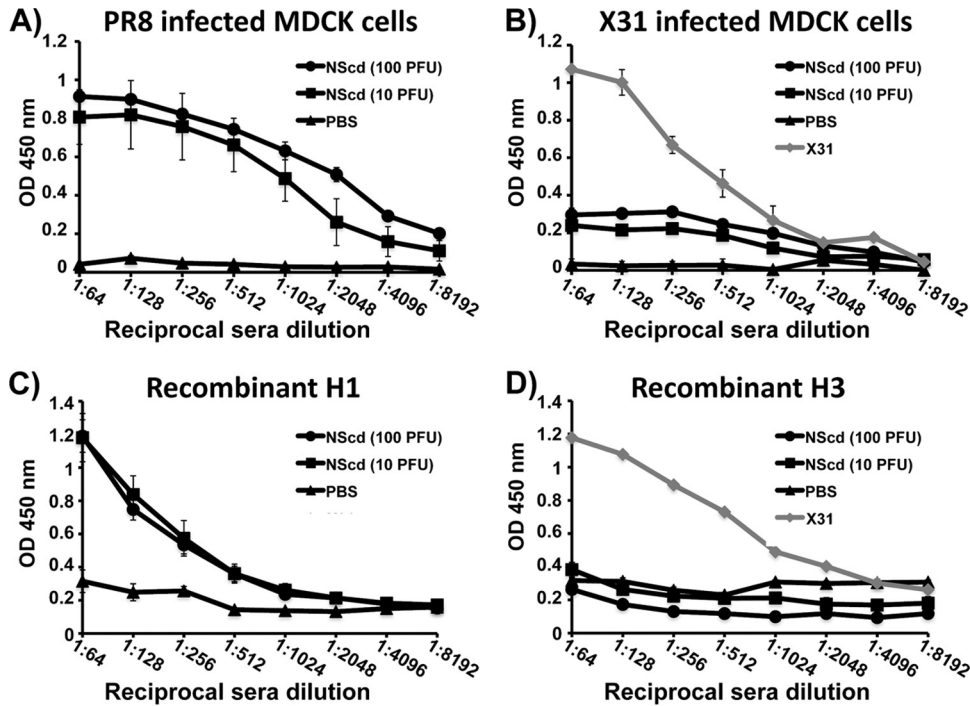 A) PR8 infected MDCK cells
OD 450 nm
1.2
1
0.8
0.6
0.4
0.2
0
NScd (100 PFU)
NScd (10 PFU)
PBS
1:64 1:128 1:256 1:512 1:1024 1:2048 1:4096 1:8192
Reciprocal sera dilution
B) X31 infected MDCK cells
OD 450 nm
1.2
1
0.8
0.6
0.4
0.2
0
NScd (100 PFU)
NScd (10 PFU)
PBS
X31
1:64 1:128 1:256 1:512 1:1024 1:2048 1:4096 1:8192
Reciprocal sera dilution
C) Recombinant H1
OD 450 nm
1.4
1.2
1
0.8
0.6
0.4
0.2
0
NScd (100 PFU)
NScd (10 PFU)
PBS
1:64 1:128 1:256 1:512 1:1024 1:2048 1:4096 1:8192
Reciprocal sera dilution
D) Recombinant H3
OD 450 nm
1.4
1.2
1
0.8
0.6
0.4
0.2
0
NScd (100 PFU)
NScd (10 PFU)
PBS
X31
1:64 1:128 1:256 1:512 1:1024 1:2048 1:4096 1:8192
Reciprocal sera dilution